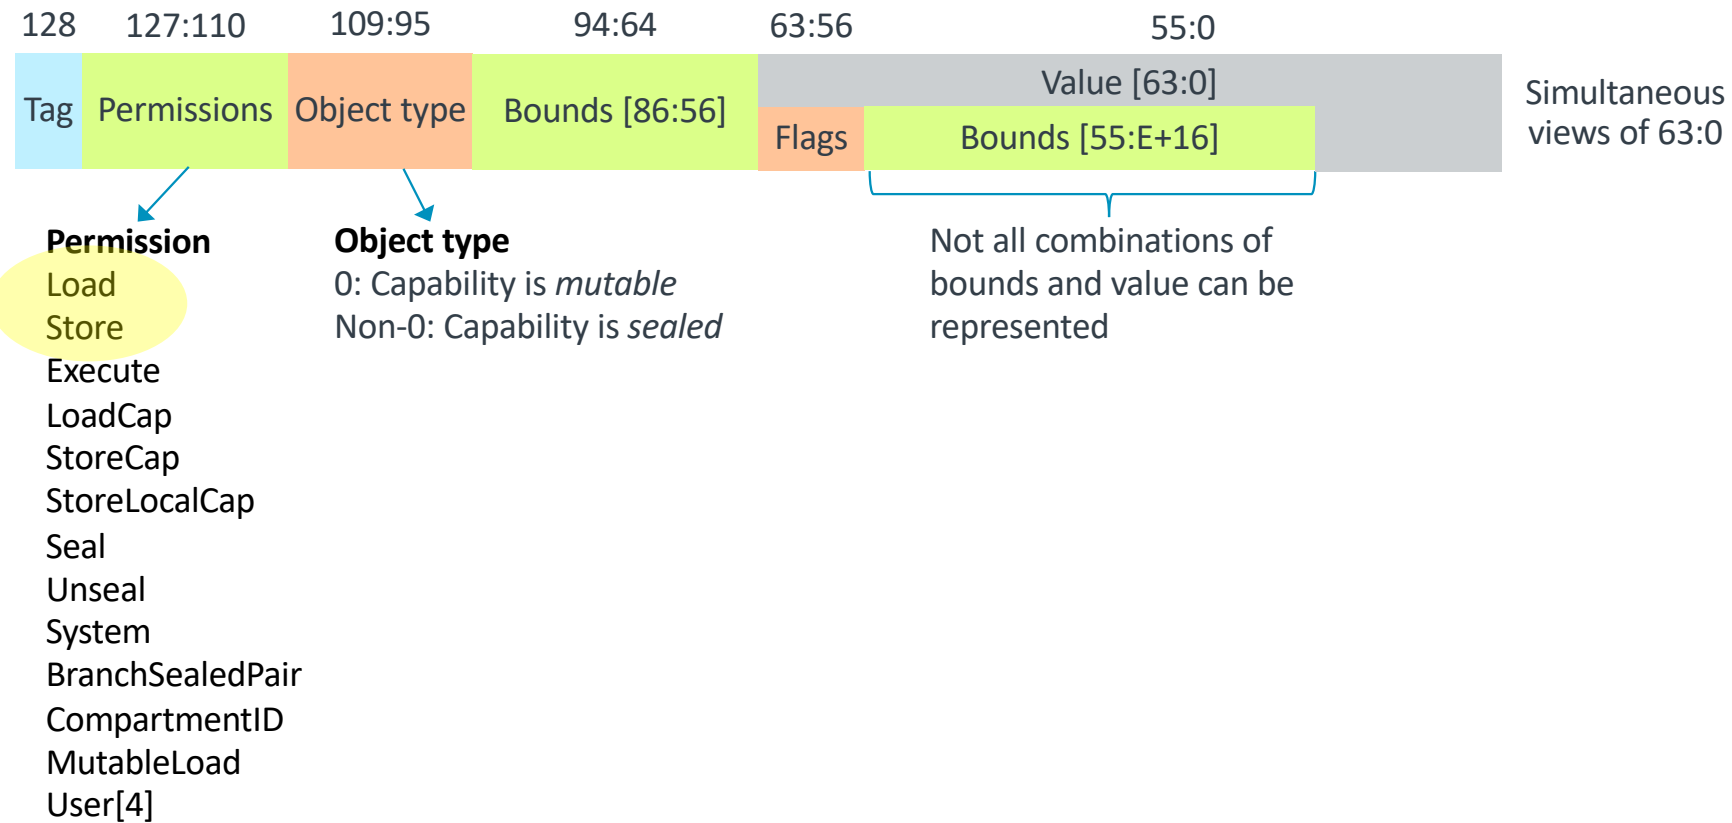 128 127:110 109:95 94:64 63:56 55:0
Tag Permissions Object type Bounds [86:56] Value [63:0]
Flags Bounds [55:E+16]
Simultaneous
views of 63:0
Permission
Load
Store
Execute
LoadCap
StoreCap
StoreLocalCap
Seal
Unseal
System
BranchSealedPair
CompartmentID
MutableLoad
User[4]
Object type
0: Capability is mutable
Non-0: Capability is sealed
Not all combinations of
bounds and value can be
represented